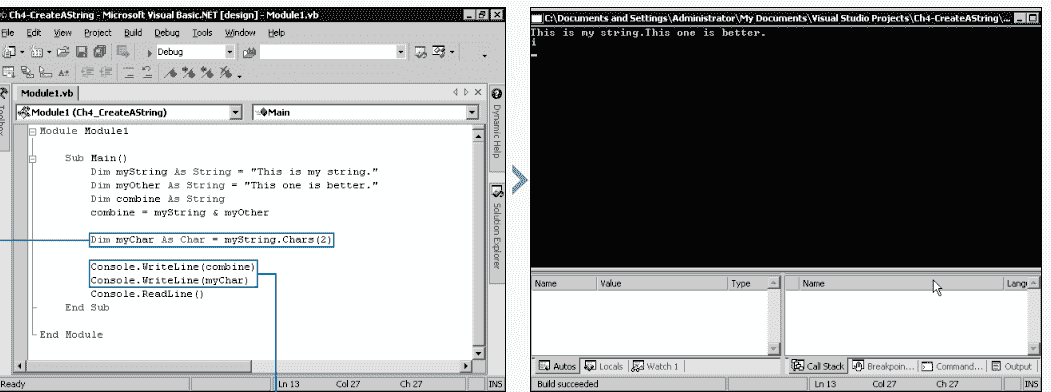 Ch4-CreateAString - Microsoft Visual Basic.NET [design] - Module1.vb
File Edit View Project Build Debug Tools Window Help
Debug
Module1.vb
Module1 (Ch4_CreateAString)
Main
Toolbox
Module Module1
Sub Main()
Dim myString As String = "This is my string."
Dim myOther As String = "This one is better."
Dim combine As String
combine = myString & myOther
Dim myChar As Char = myString.Chars(2)
Console.WriteLine(combine)
Console.WriteLine(myChar)
Console.ReadLine()
End Sub
End Module
Dynamic Help
Solution Explorer
Ready Ln 13 Col 27 Ch 27 INS
C:\Documents and Settings\Administrator\My Documents\Visual Studio Projects\Ch4-CreateAString\...
This is my string.This one is better.
i
Name Value Type
Name Lang
Autos Locals Watch 1
Call Stack Breakpoin... Command... Output
Build succeeded Ln 13 Col 27 Ch 27 INS